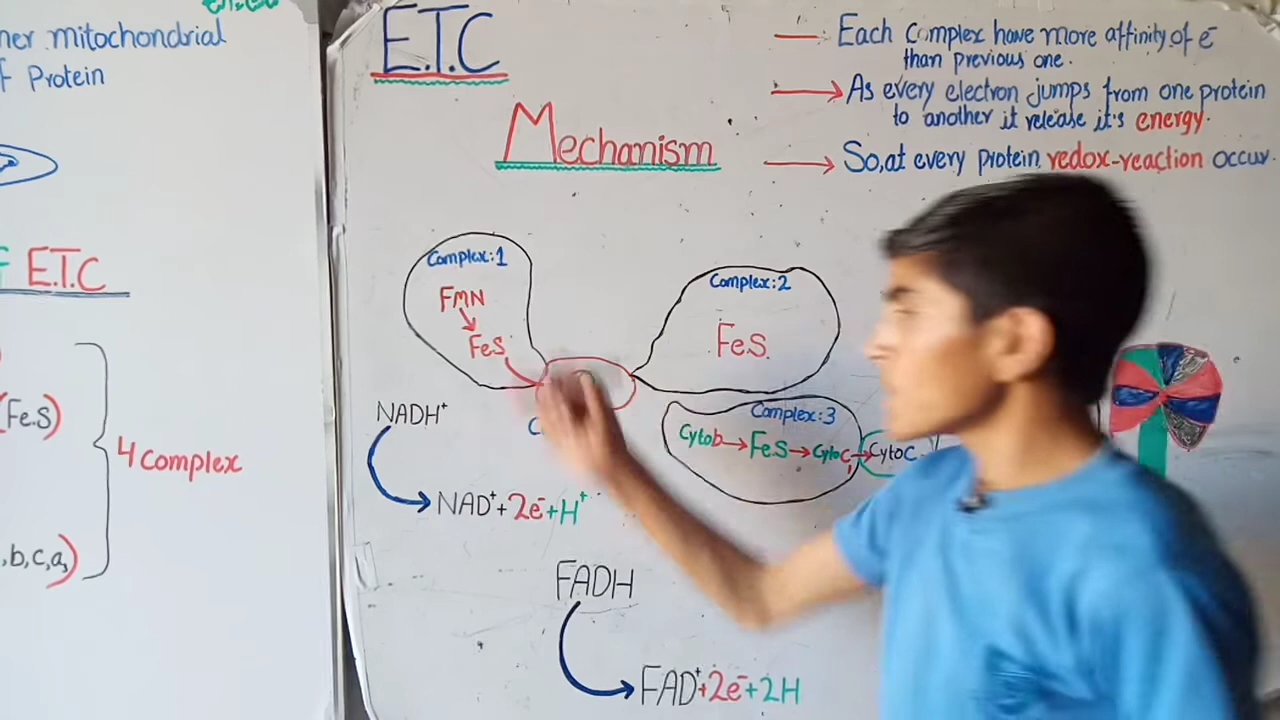 ner mitochondrial
f Protein
E.T.C
(Fe.S)
4 Complex
,b,c,a₃)
E.T.C
Mechanism
Each Complex have more affinity of e⁻
than previous one.
As every electron jumps from one protein
to another it release it's energy.
So, at every protein redox-reaction occur.
Complex:1
FMN
Fe.S
Complex:2
Fe.S.
Complex:3
Cytob→Fe.S→CytoC₁→CytoC
NADH⁺
NAD⁺+2e⁻+H⁺
FADH
FAD⁺+2e⁻+2H